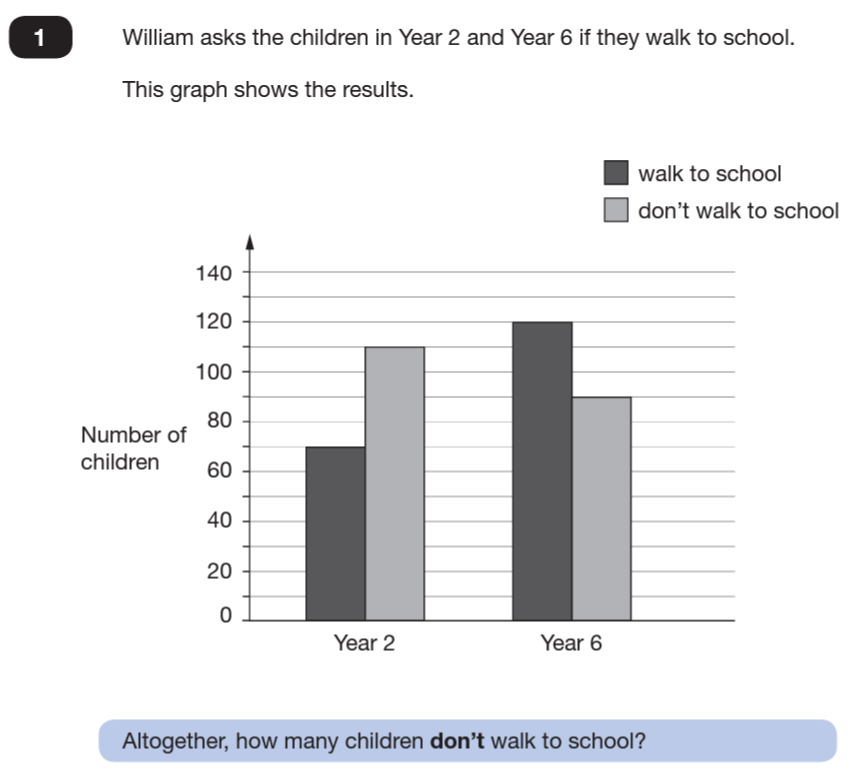 1
William asks the children in Year 2 and Year 6 if they walk to school.
This graph shows the results.
walk to school
don’t walk to school
140
120
100
80
60
40
20
0
Number of
children
Year 2
Year 6
Altogether, how many children don’t walk to school?